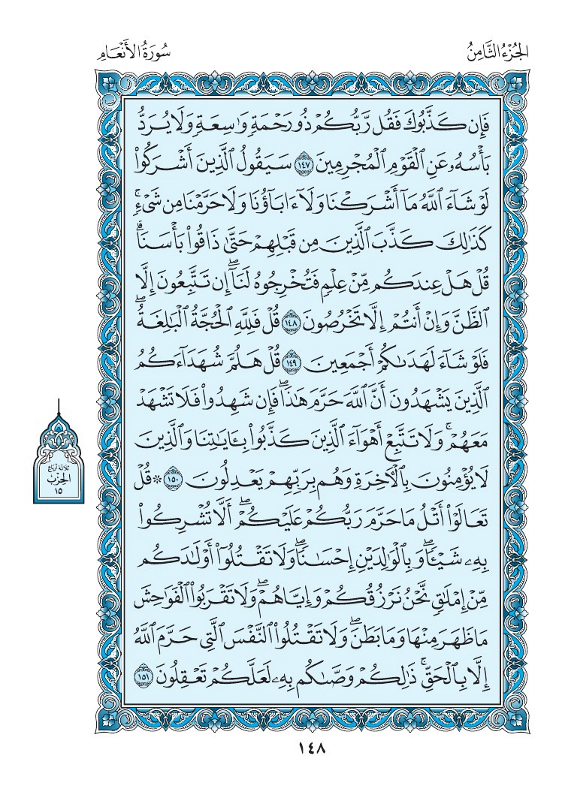 الجُزْءُ الثَّامِنُ
سُورَةُ الأَنْعَامِ
فَإِن كَذَّبُوكَ فَقُل رَّبُّكُمْ ذُو رَحْمَةٍ وَٰسِعَةٍ وَلَا يُرَدُّ
بَأْسُهُۥ عَنِ ٱلْقَوْمِ ٱلْمُجْرِمِينَ ١٤٧ سَيَقُولُ ٱلَّذِينَ أَشْرَكُوا۟
لَوْ شَآءَ ٱللَّهُ مَآ أَشْرَكْنَا وَلَآ ءَابَآؤُنَا وَلَا حَرَّمْنَا مِن شَىْءٍۚ
كَذَٰلِكَ كَذَّبَ ٱلَّذِينَ مِن قَبْلِهِمْ حَتَّىٰ ذَاقُوا۟ بَأْسَنَاۗ
قُلْ هَلْ عِندَكُم مِّنْ عِلْمٍ فَتُخْرِجُوهُ لَنَآۖ إِن تَتَّبِعُونَ إِلَّا
ٱلظَّنَّ وَإِنْ أَنتُمْ إِلَّا تَخْرُصُونَ ١٤٨ قُلْ فَلِلَّهِ ٱلْحُجَّةُ ٱلْبَٰلِغَةُۖ
فَلَوْ شَآءَ لَهَدَىٰكُمْ أَجْمَعِينَ ١٤٩ قُلْ هَلُمَّ شُهَدَآءَكُمُ
ٱلَّذِينَ يَشْهَدُونَ أَنَّ ٱللَّهَ حَرَّمَ هَٰذَاۖ فَإِن شَهِدُوا۟ فَلَا تَشْهَدْ
مَعَهُمْۚ وَلَا تَتَّبِعْ أَهْوَآءَ ٱلَّذِينَ كَذَّبُوا۟ بِـَٔايَٰتِنَا وَٱلَّذِينَ
لَا يُؤْمِنُونَ بِٱلْءَاخِرَةِ وَهُم بِرَبِّهِمْ يَعْدِلُونَ ١٥٠ ۞ قُلْ
تَعَالَوْا۟ أَتْلُ مَا حَرَّمَ رَبُّكُمْ عَلَيْكُمْۖ أَلَّا تُشْرِكُوا۟
بِهِۦ شَيْـًٔاۖ وَبِٱلْوَٰلِدَيْنِ إِحْسَٰنًاۖ وَلَا تَقْتُلُوٓا۟ أَوْلَٰدَكُم
مِّنْ إِمْلَٰقٍۖ نَّحْنُ نَرْزُقُكُمْ وَإِيَّاهُمْۖ وَلَا تَقْرَبُوا۟ ٱلْفَوَٰحِشَ
مَا ظَهَرَ مِنْهَا وَمَا بَطَنَۖ وَلَا تَقْتُلُوا۟ ٱلنَّفْسَ ٱلَّتِى حَرَّمَ ٱللَّهُ
إِلَّا بِٱلْحَقِّۚ ذَٰلِكُمْ وَصَّىٰكُم بِهِۦ لَعَلَّكُمْ تَعْقِلُونَ ١٥١
ثلاثة أرباع
الحزب
١٥
١٤٨